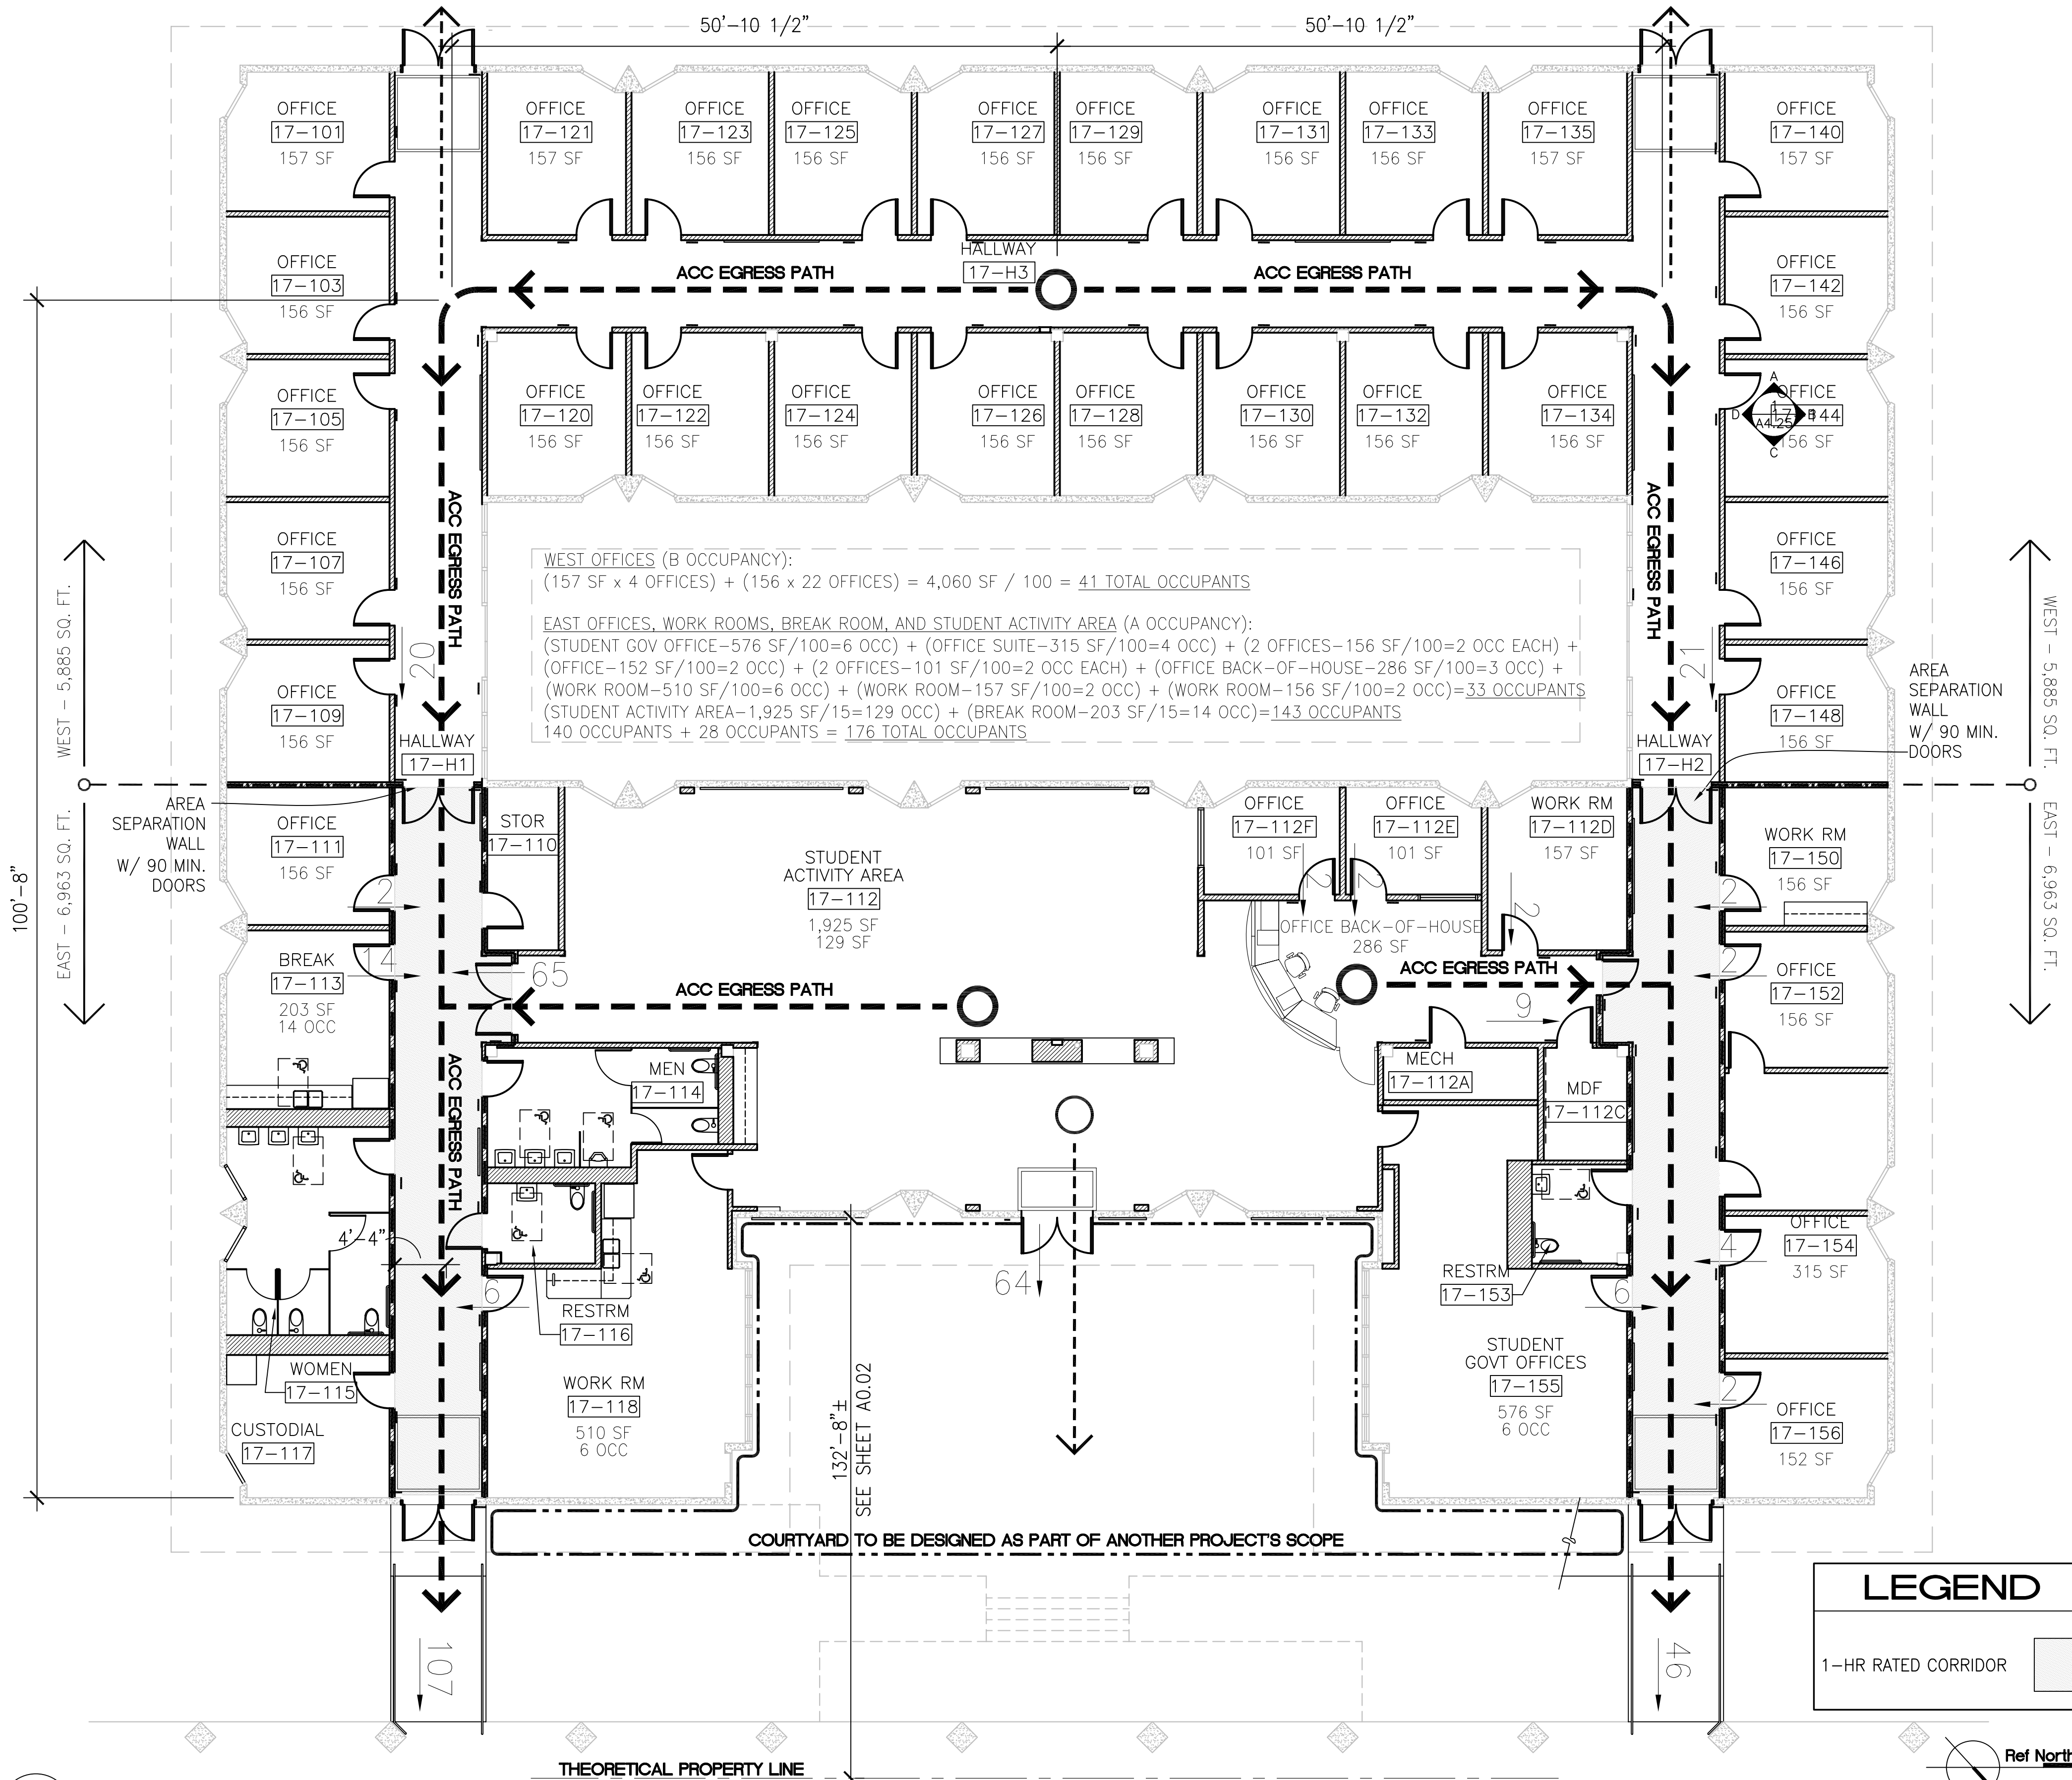 50'-10 1/2"
50'-10 1/2"
OFFICE
17-101
157 SF
OFFICE
17-121
157 SF
OFFICE
17-123
156 SF
OFFICE
17-125
156 SF
OFFICE
17-127
156 SF
OFFICE
17-129
156 SF
OFFICE
17-131
156 SF
OFFICE
17-133
156 SF
OFFICE
17-135
157 SF
OFFICE
17-140
157 SF
OFFICE
17-103
156 SF
ACC EGRESS PATH
HALLWAY
17-H3
ACC EGRESS PATH
OFFICE
17-142
156 SF
OFFICE
17-105
156 SF
OFFICE
17-120
156 SF
OFFICE
17-122
156 SF
OFFICE
17-124
156 SF
OFFICE
17-126
156 SF
OFFICE
17-128
156 SF
OFFICE
17-130
156 SF
OFFICE
17-132
156 SF
OFFICE
17-134
156 SF
OFFICE
17-144
156 SF
A
B
C
D
1
A4.25
ACC EGRESS PATH
ACC EGRESS PATH
OFFICE
17-107
156 SF
OFFICE
17-146
156 SF
WEST OFFICES (B OCCUPANCY):
(157 SF x 4 OFFICES) + (156 x 22 OFFICES) = 4,060 SF / 100 = 41 TOTAL OCCUPANTS
EAST OFFICES, WORK ROOMS, BREAK ROOM, AND STUDENT ACTIVITY AREA (A OCCUPANCY):
(STUDENT GOV OFFICE-576 SF/100=6 OCC) + (OFFICE SUITE-315 SF/100=4 OCC) + (2 OFFICES-156 SF/100=2 OCC EACH) +
(OFFICE-152 SF/100=2 OCC) + (2 OFFICES-101 SF/100=2 OCC EACH) + (OFFICE BACK-OF-HOUSE-286 SF/100=3 OCC) +
(WORK ROOM-510 SF/100=6 OCC) + (WORK ROOM-157 SF/100=2 OCC) + (WORK ROOM-156 SF/100=2 OCC)=33 OCCUPANTS
(STUDENT ACTIVITY AREA-1,925 SF/15=129 OCC) + (BREAK ROOM-203 SF/15=14 OCC)=143 OCCUPANTS
140 OCCUPANTS + 28 OCCUPANTS = 176 TOTAL OCCUPANTS
WEST - 5,885 SQ. FT.
EAST - 6,963 SQ. FT.
WEST - 5,885 SQ. FT.
EAST - 6,963 SQ. FT.
100'-8"
20
21
OFFICE
17-109
156 SF
HALLWAY
17-H1
HALLWAY
17-H2
OFFICE
17-148
156 SF
AREA
SEPARATION
WALL
W/ 90 MIN.
DOORS
AREA
SEPARATION
WALL
W/ 90 MIN.
DOORS
OFFICE
17-111
156 SF
STOR
17-110
STUDENT
ACTIVITY AREA
17-112
1,925 SF
129 SF
OFFICE
17-112F
101 SF
OFFICE
17-112E
101 SF
WORK RM
17-112D
157 SF
WORK RM
17-150
156 SF
2
2
2
2
2
OFFICE BACK-OF-HOUSE
286 SF
BREAK
17-113
203 SF
14 OCC
14
65
ACC EGRESS PATH
ACC EGRESS PATH
9
2
OFFICE
17-152
156 SF
MEN
17-114
MECH
17-112A
MDF
17-112C
ACC EGRESS PATH
4'-4"
6
RESTRM
17-116
64
RESTRM
17-153
6
4
OFFICE
17-154
315 SF
WOMEN
17-115
WORK RM
17-118
510 SF
6 OCC
STUDENT
GOVT OFFICES
17-155
576 SF
6 OCC
2
OFFICE
17-156
152 SF
CUSTODIAL
17-117
132'-8"±
SEE SHEET A0.02
COURTYARD TO BE DESIGNED AS PART OF ANOTHER PROJECT'S SCOPE
107
46
LEGEND
1-HR RATED CORRIDOR
THEORETICAL PROPERTY LINE
Ref North